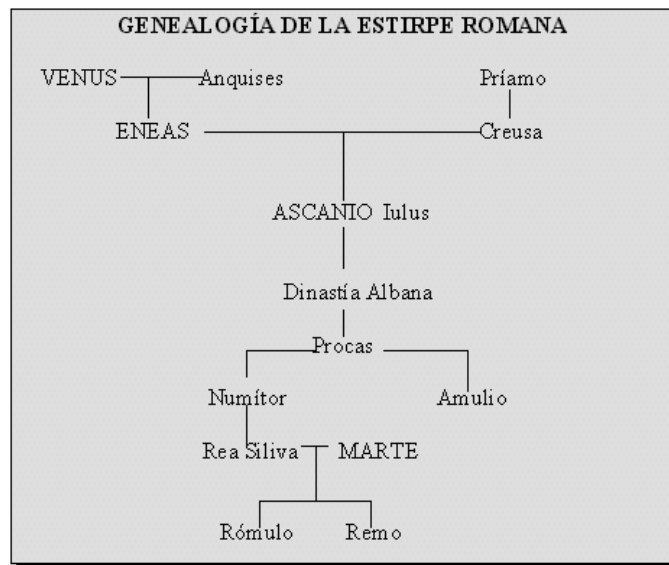 GENEALOGÍA DE LA ESTIRPE ROMANA
VENUS Anquises Príamo
ENEAS Creusa
ASCANIO Iulus
Dinastía Albana
Procas
Numítor Amulio
Rea Siliva MARTE
Rómulo Remo